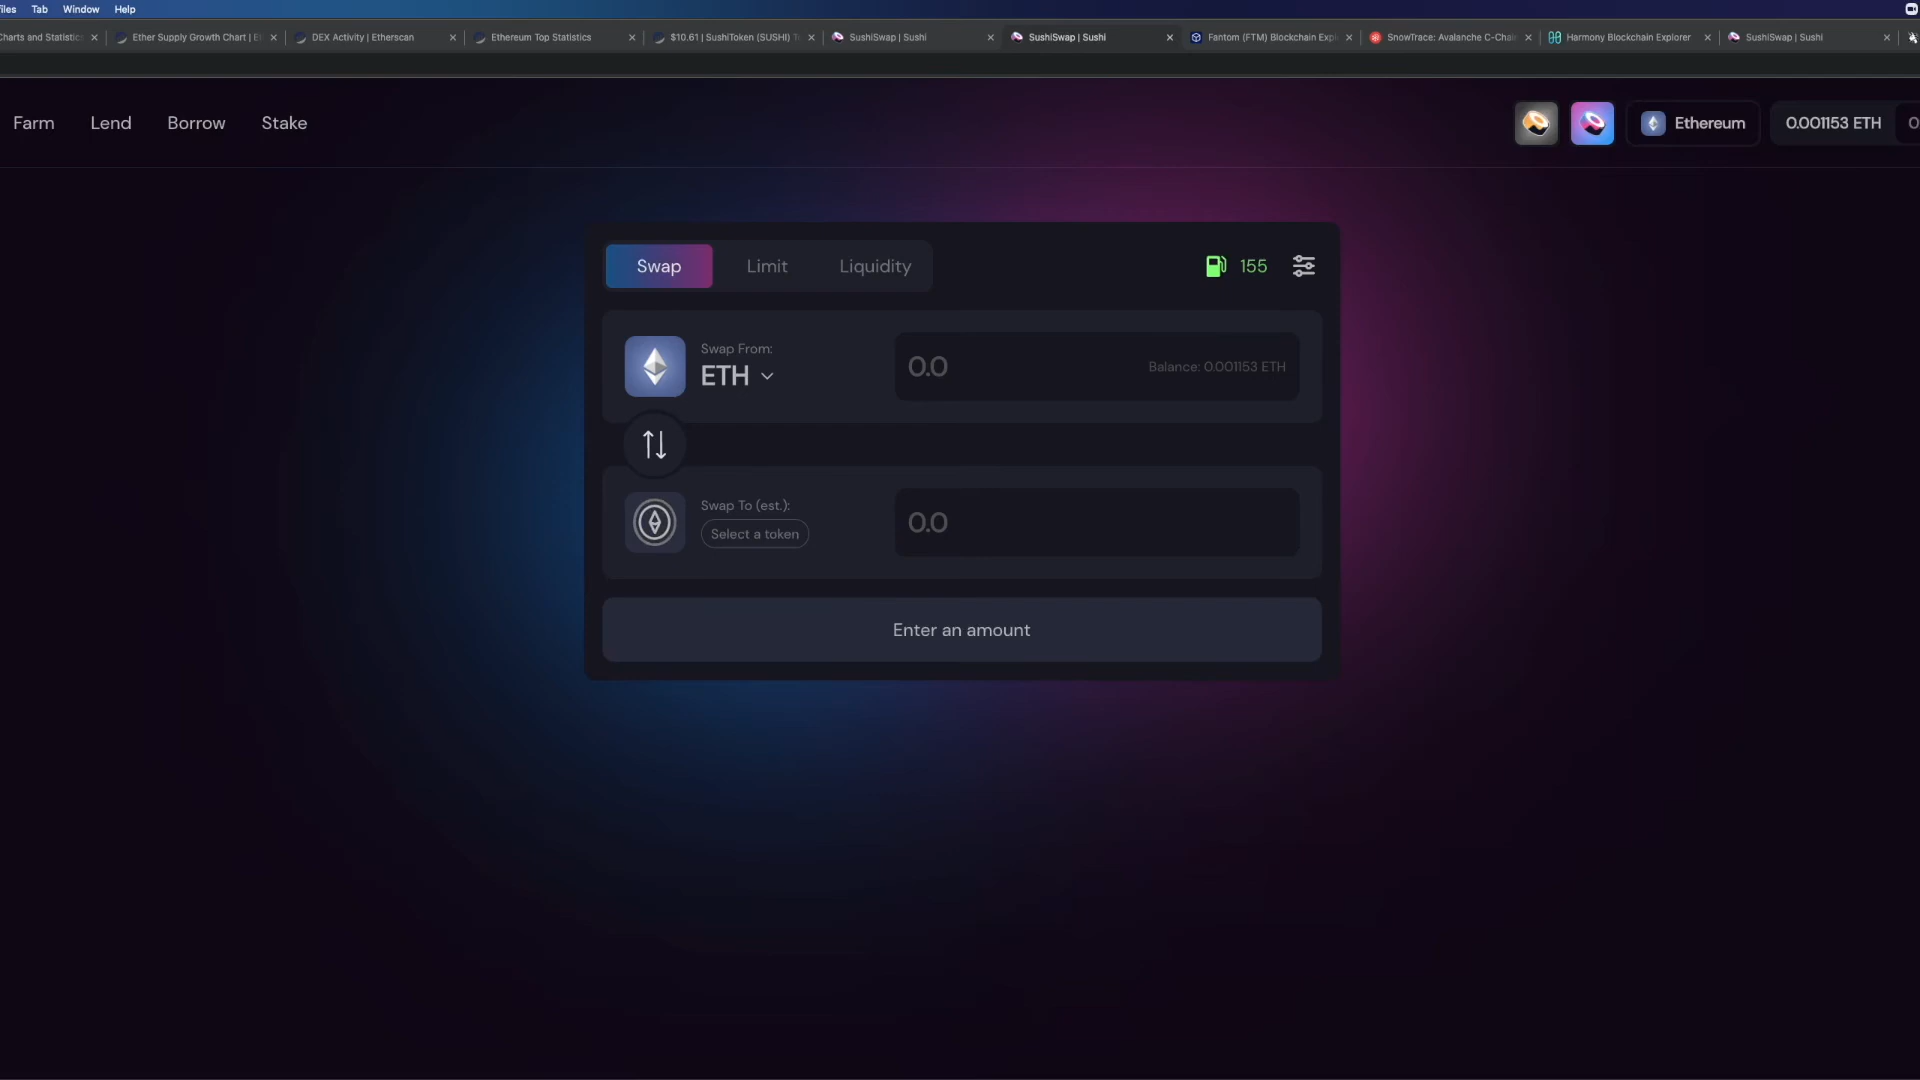 Tab Window Help
Charts and Statistics Ether Supply Growth Chart | Et DEX Activity | Etherscan Ethereum Top Statistics $10.61 | SushiToken (SUSHI) T SushiSwap | Sushi SushiSwap | Sushi Fantom (FTM) Blockchain Expl SnowTrace: Avalanche C-Chai Harmony Blockchain Explorer SushiSwap | Sushi
Farm Lend Borrow Stake Ethereum 0.001153 ETH
Swap Limit Liquidity 155
Swap From:
ETH 0.0 Balance: 0.001153 ETH
Swap To (est.):
Select a token 0.0
Enter an amount